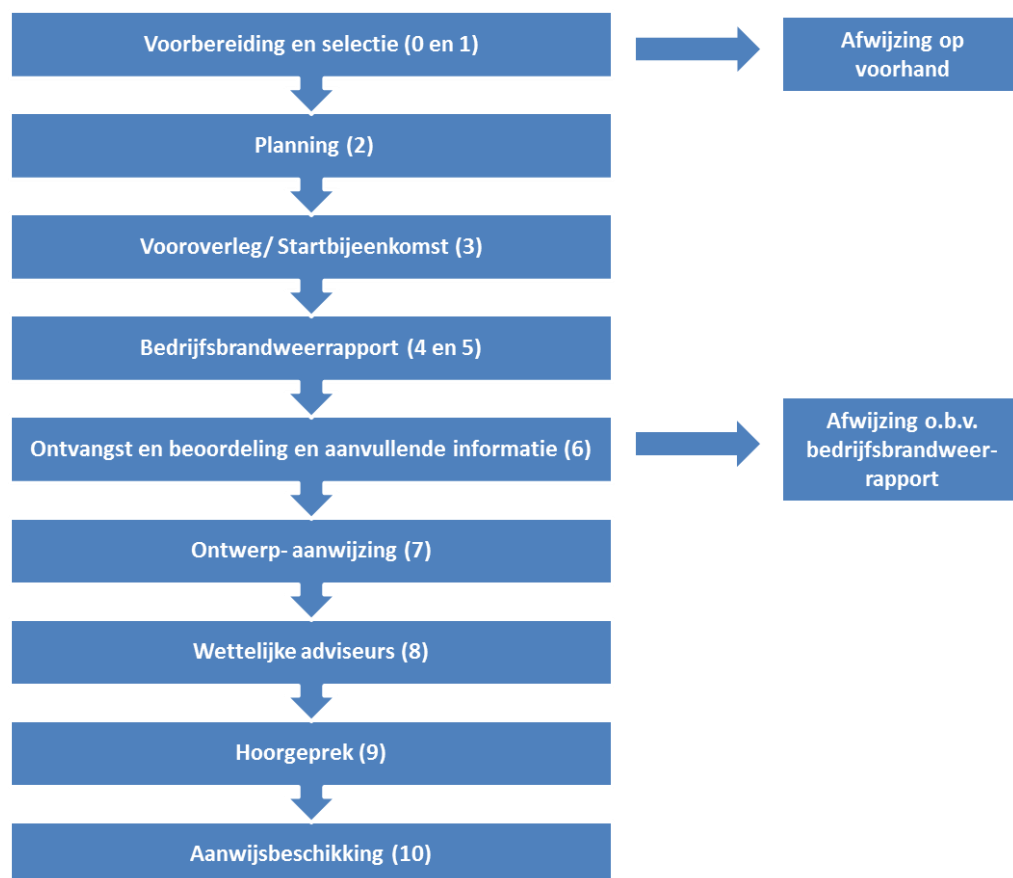 Voorbereiding en selectie (0 en 1)
Afwijzing op
voorhand
Planning (2)
Vooroverleg/ Startbijeenkomst (3)
Bedrijfsbrandweerrapport (4 en 5)
Ontvangst en beoordeling en aanvullende informatie (6)
Afwijzing o.b.v.
bedrijfsbrandweer-
rapport
Ontwerp- aanwijzing (7)
Wettelijke adviseurs (8)
Hoorgeprek (9)
Aanwijsbeschikking (10)